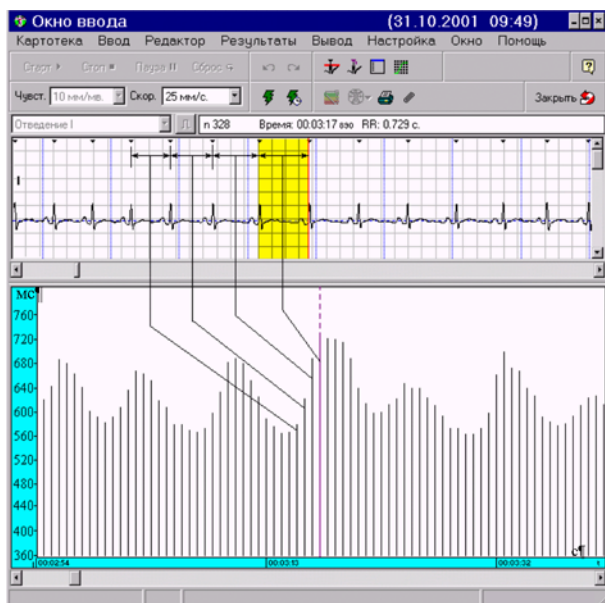 Окно ввода (31.10.2001 09:49)
Картотека Ввод Редактор Результаты Вывод Настройка Окно Помощь
Старт Стоп Пауза Сброс
Чувст. 10 мм/мв. Скор. 25 мм/с. Закрыть
Отведение I Л n 328 Время: 00:03:17 RR: 0.729 с.
I
МС¶
760
720
680
640
600
560
520
480
440
400
360
с¶
00:02:54 00:03:13 00:03:32 t